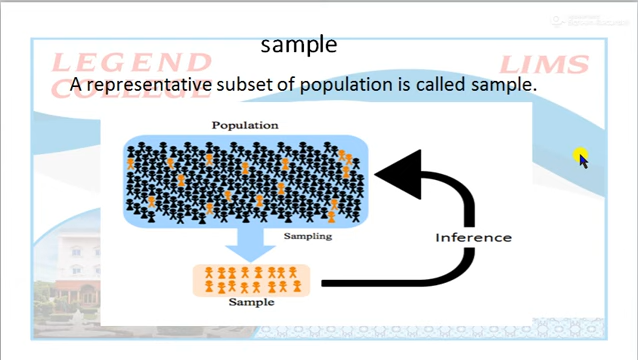 sample
LEGEND
COLLEGE
LIMS
A representative subset of population is called sample.
Population
Sampling
Inference
Sample